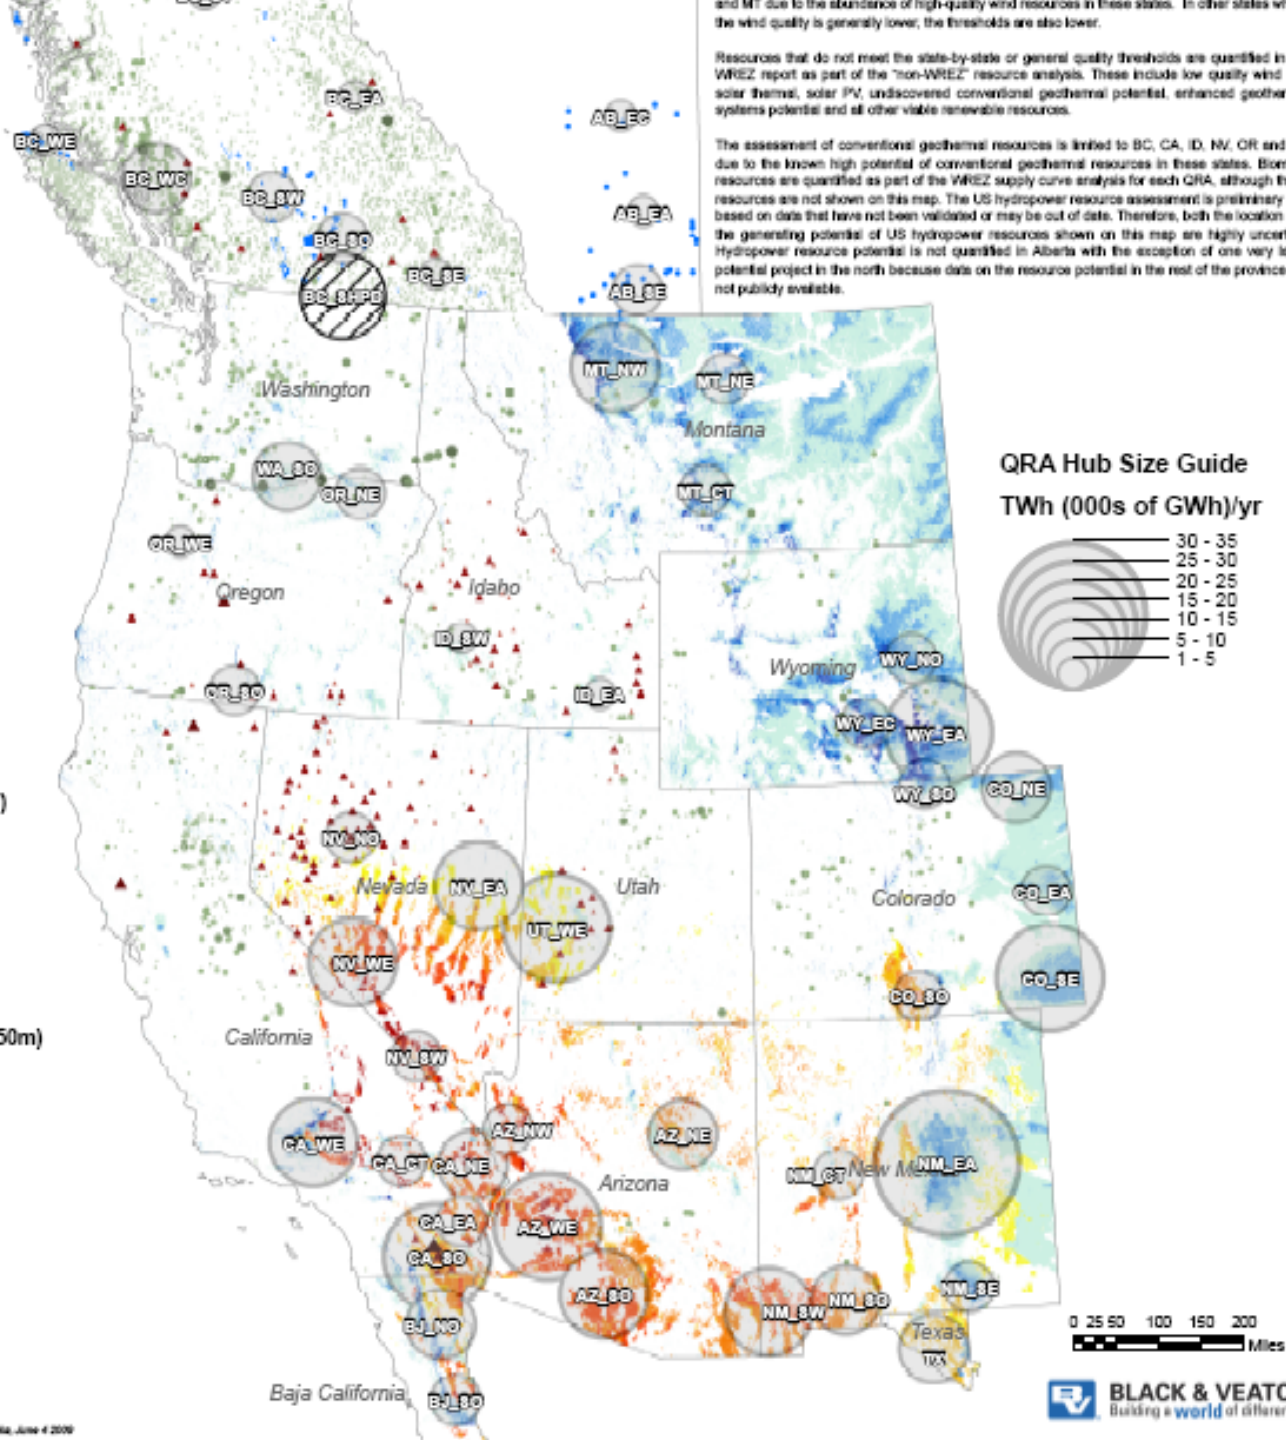 and MT due to the abundance of high-quality wind resources in these states. In other states
the wind quality is generally lower, the thresholds are also lower.
Resources that do not meet the state-by-state or general quality thresholds are quantified in
WREZ report as part of the "non-WREZ" resource analysis. These include low quality wind
solar thermal, solar PV, undiscovered conventional geothermal potential, enhanced geother
systems potential and all other viable renewable resources.
The assessment of conventional geothermal resources is limited to BC, CA, ID, NV, OR and
due to the known high potential of conventional geothermal resources in these states. Biom
resources are quantified as part of the WREZ supply curve analysis for each QRA, although th
resources are not shown on this map. The US hydropower resource assessment is preliminary
based on data that have not been validated or may be out of date. Therefore, both the location
the generating potential of US hydropower resources shown on this map are highly uncert
Hydropower resource potential is not quantified in Alberta with the exception of one very
potential project in the north because data on the resource potential in the rest of the province
not publicly available.
BC_EA
AB_EC
BC_WE
BC_WC
BC_SW
AB_EA
BC_SO
BC_SE
AB_SE
BC_SHPD
MT_NW
MT_NE
Washington
Montana
WA_SO
OR_NE
MT_CT
QRA Hub Size Guide
TWh (000s of GWh)/yr
30 - 35
25 - 30
20 - 25
15 - 20
10 - 15
5 - 10
1 - 5
OR_WE
Oregon
Idaho
ID_SW
Wyoming
WY_NO
OR_SO
ID_EA
WY_EC
WY_EA
WY_SO
CO_NE
)
NV_NO
Nevada
NV_EA
Utah
Colorado
CO_EA
UT_WE
NV_WE
CO_SE
CO_SO
California
50m)
NV_SW
AZ_NW
AZ_NE
CA_WE
CA_CT
CA_NE
NM_CT
New M
NM_EA
Arizona
CA_EA
AZ_WE
CA_SO
AZ_SO
NM_SW
NM_SO
NM_SE
BJ_NO
Texas
TX
0 25 50 100 150 200
Miles
Baja California
BJ_SO
BV
BLACK & VEATC
Building a world of differen
June 4 2009